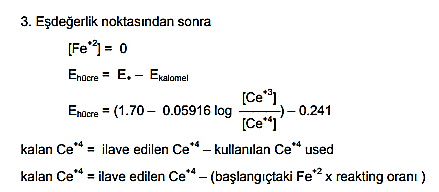 3. Eşdeğerlik noktasından sonra
[Fe⁺²] = 0
Eₕücre = E₊ – Ekalomel
Ehücre = (1.70 – 0.05916 log [Ce⁺³] / [Ce⁺⁴]) – 0.241
kalan Ce⁺⁴ = ilave edilen Ce⁺⁴ – kullanılan Ce⁺⁴ used
kalan Ce⁺⁴ = ilave edilen Ce⁺⁴ – (başlangıçtaki Fe⁺² x reakting oranı )